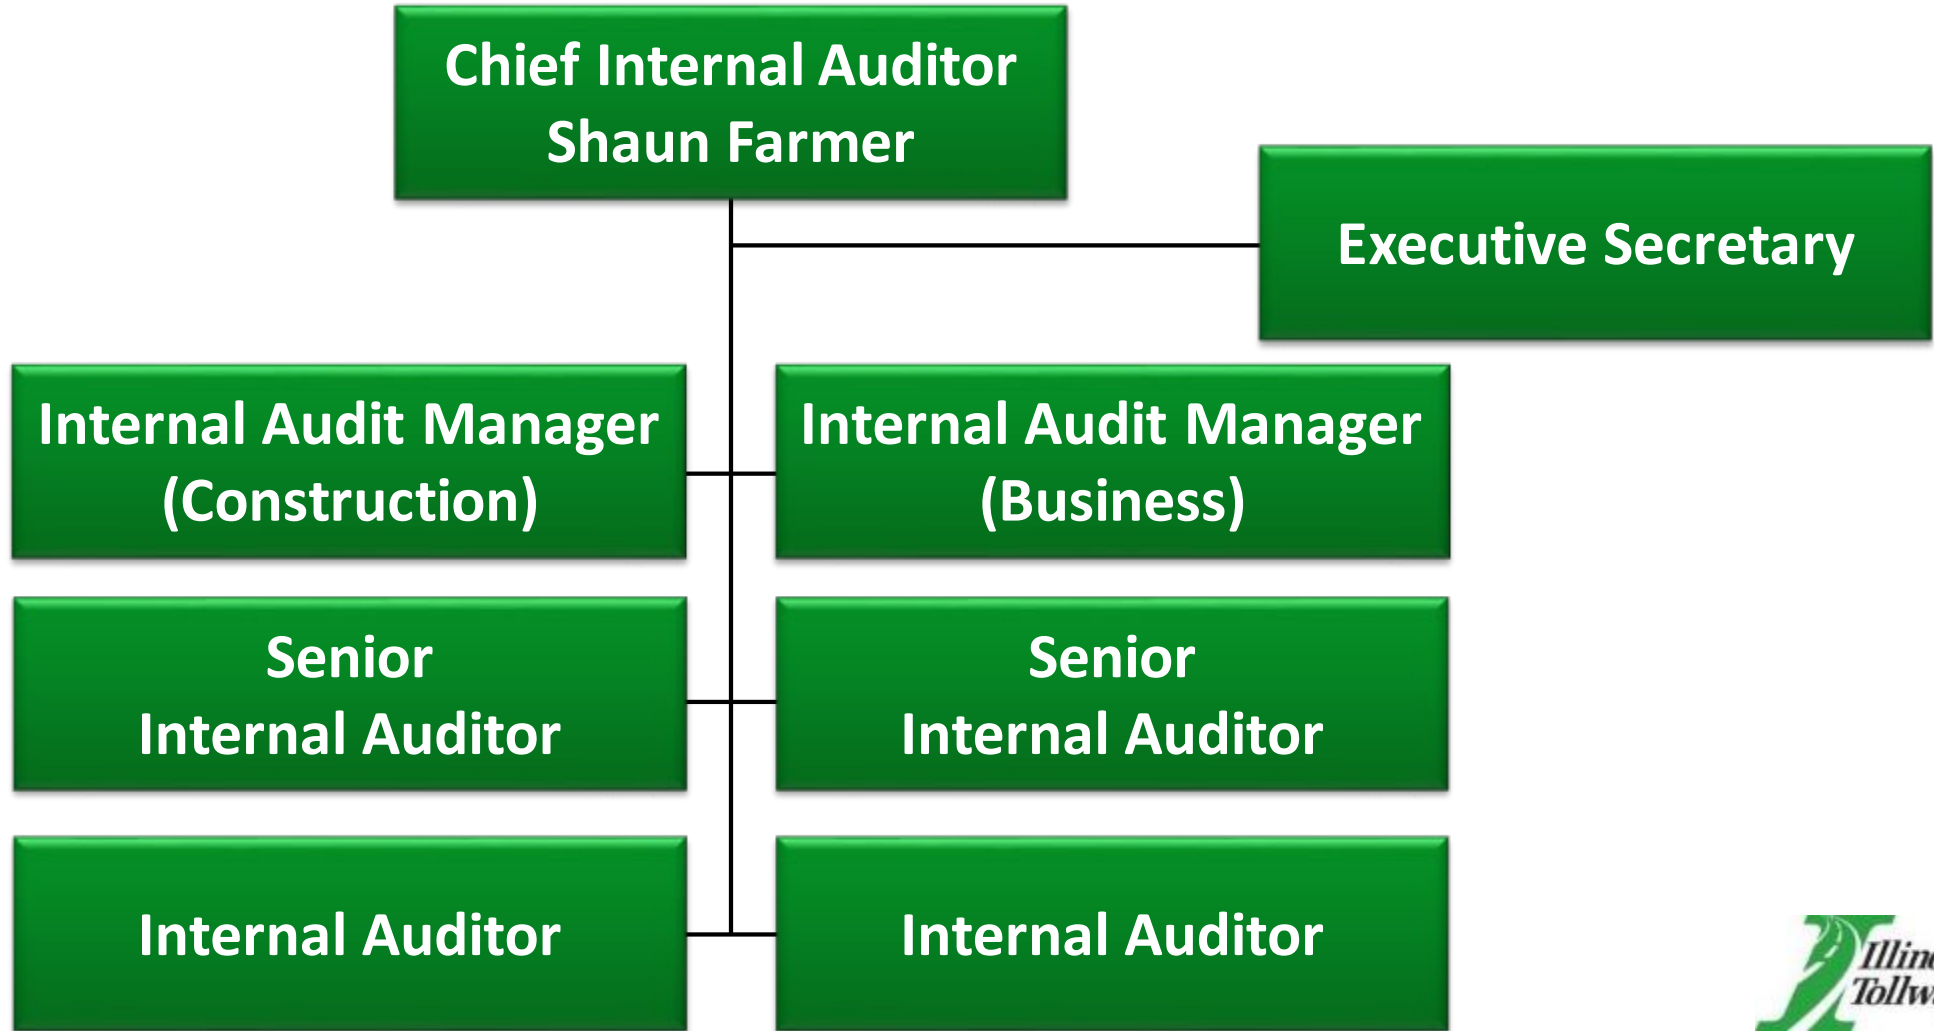 Chief Internal Auditor
Shaun Farmer
Executive Secretary
Internal Audit Manager
(Construction)
Internal Audit Manager
(Business)
Senior
Internal Auditor
Senior
Internal Auditor
Internal Auditor
Internal Auditor